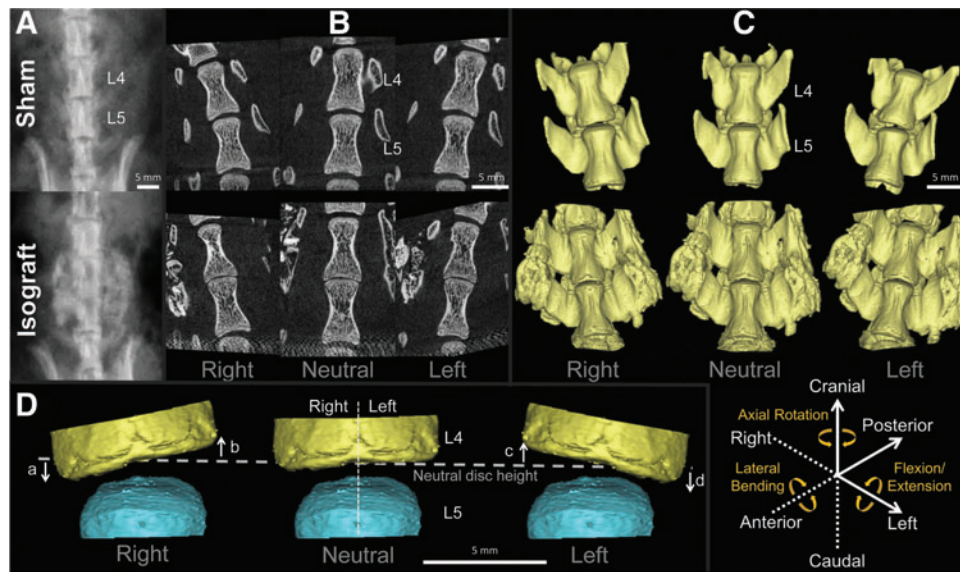 A
B
C
Sham
L4
L5
5 mm
L4
L5
5 mm
L4
L5
5 mm
Isograft
Right
Neutral
Left
Right
Neutral
Left
D
Right
Left
a
b
L4
c
d
Neutral disc height
L5
Right
Neutral
Left
5 mm
Cranial
Axial Rotation
Posterior
Right
Lateral
Bending
Flexion/
Extension
Anterior
Left
Caudal